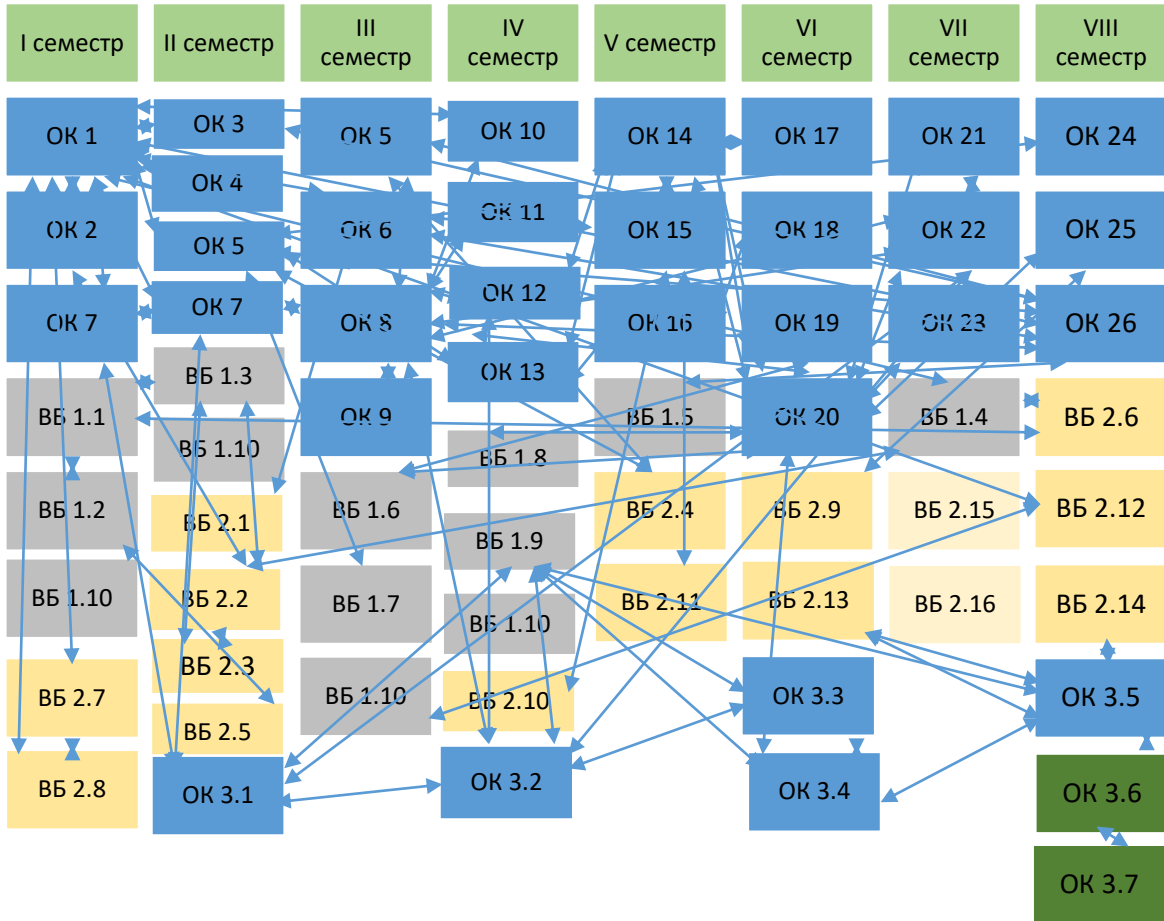 I семестр
II семестр
III
семестр
IV
семестр
V семестр
VI
семестр
VII
семестр
VIII
семестр
ОК 1
ОК 2
ОК 7
ВБ 1.1
ВБ 1.2
ВБ 1.10
ВБ 2.7
ВБ 2.8
ОК 3
ОК 4
ОК 5
ОК 7
ВБ 1.3
ВБ 1.10
ВБ 2.1
ВБ 2.2
ВБ 2.3
ВБ 2.5
ОК 3.1
ОК 5
ОК 6
ОК 8
ОК 9
ВБ 1.6
ВБ 1.7
ВБ 1.10
ОК 10
ОК 11
ОК 12
ОК 13
ВБ 1.8
ВБ 1.9
ВБ 1.10
ВБ 2.10
ОК 3.2
ОК 14
ОК 15
ОК 16
ВБ 1.5
ВБ 2.4
ВБ 2.11
ОК 17
ОК 18
ОК 19
ОК 20
ВБ 2.9
ВБ 2.13
ОК 3.3
ОК 3.4
ОК 21
ОК 22
ОК 23
ВБ 1.4
ВБ 2.15
ВБ 2.16
ОК 24
ОК 25
ОК 26
ВБ 2.6
ВБ 2.12
ВБ 2.14
ОК 3.5
ОК 3.6
ОК 3.7